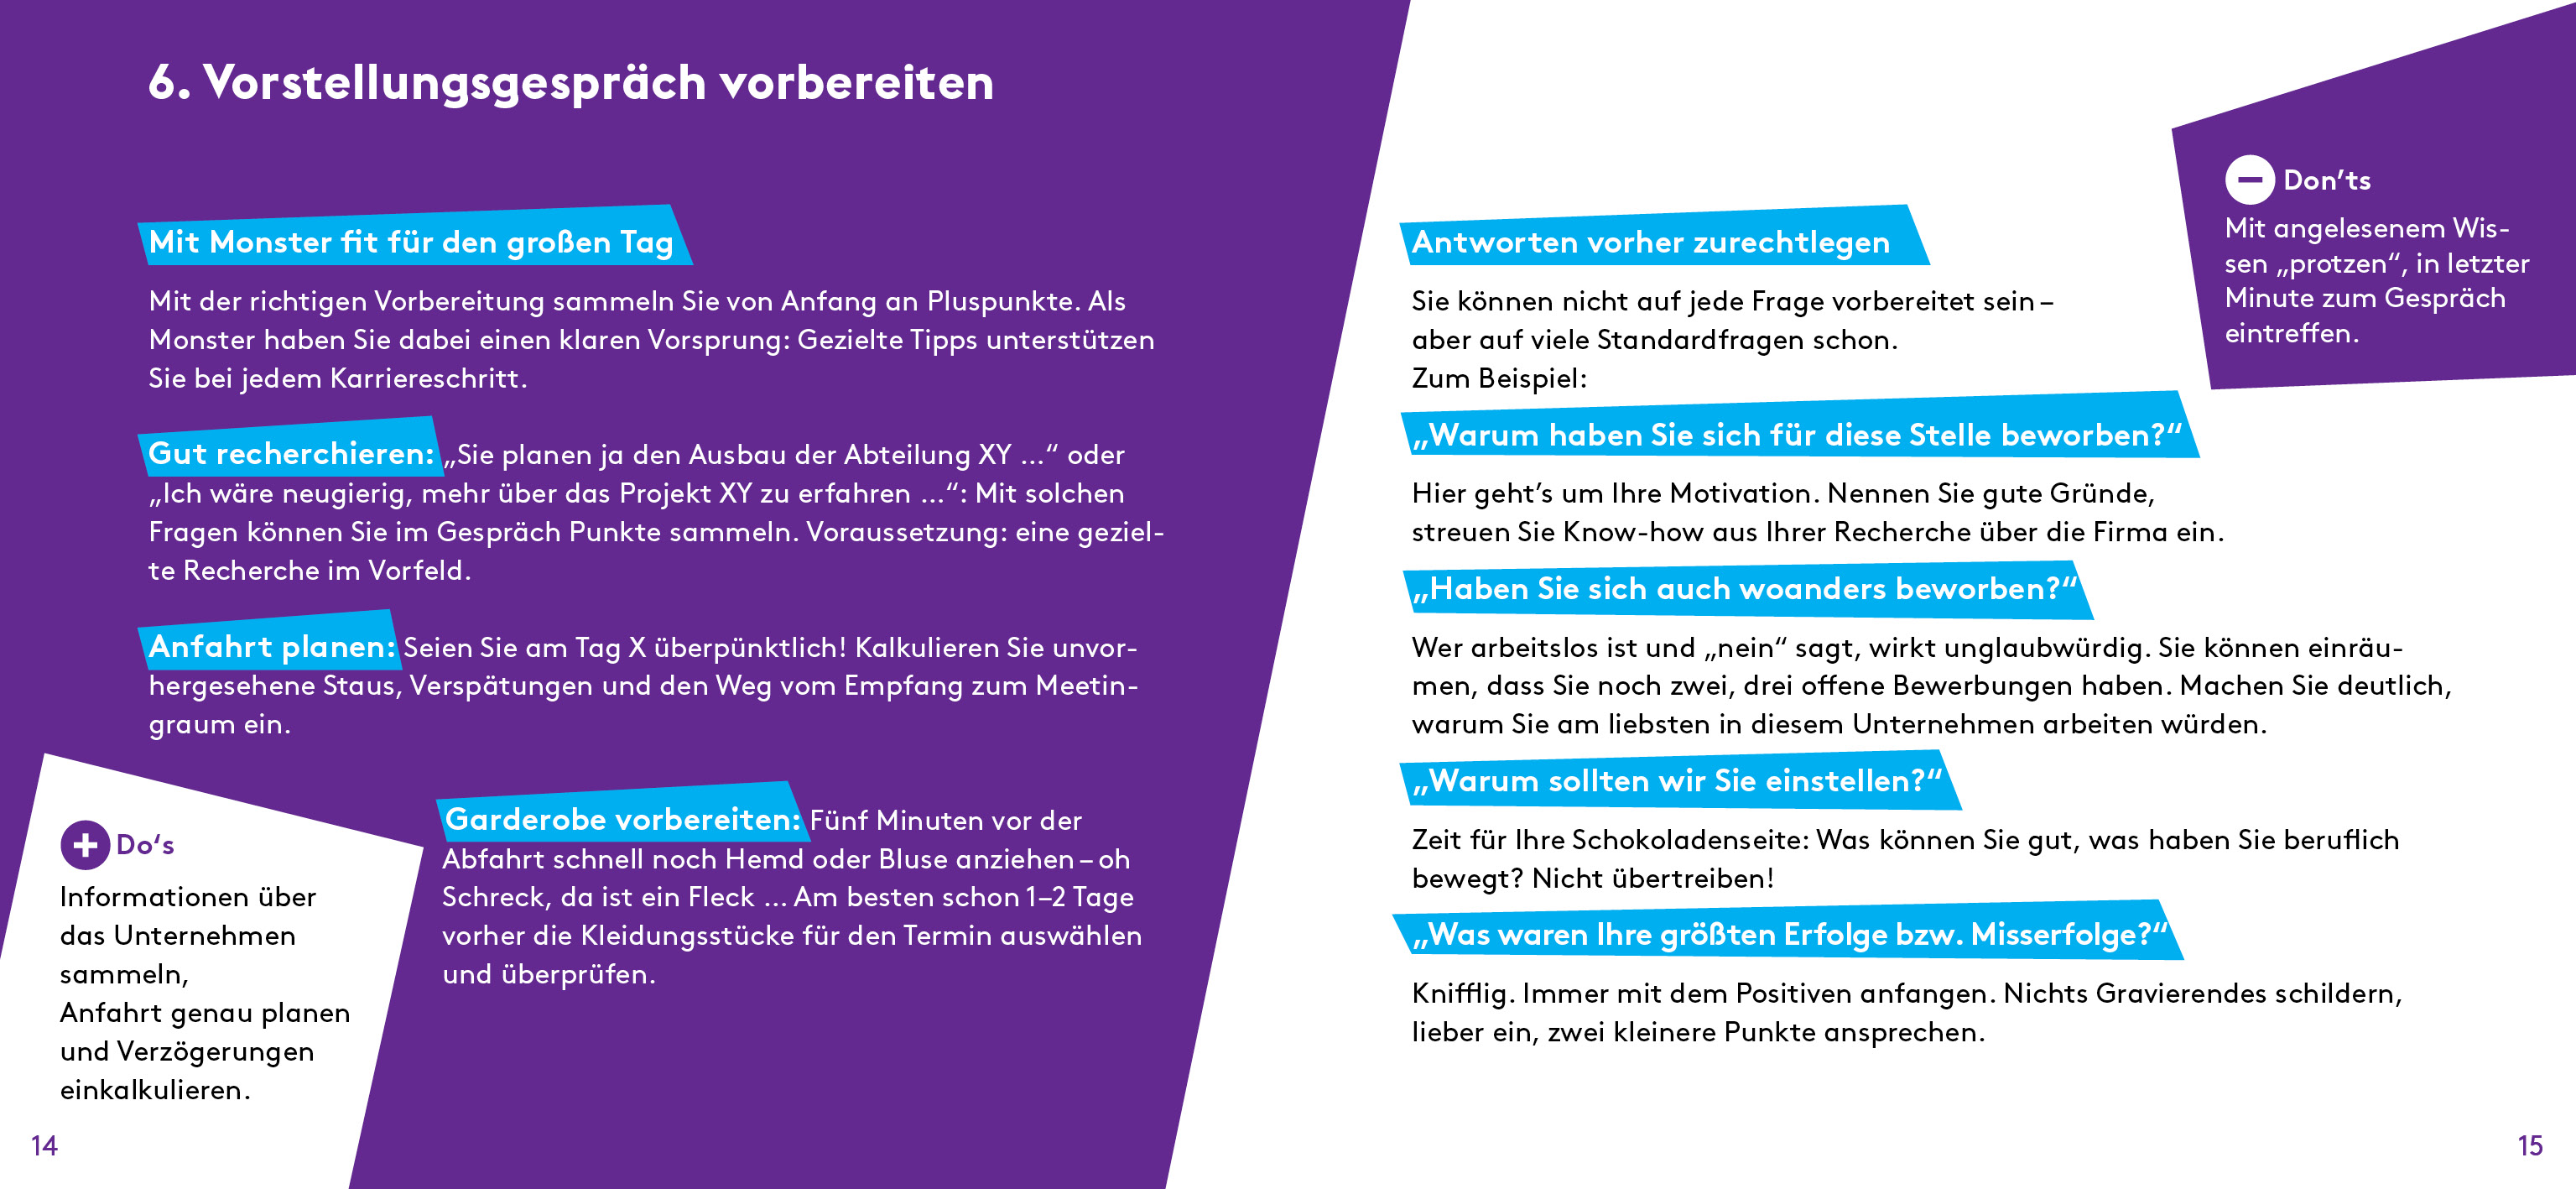 6. Vorstellungsgespräch vorbereiten
Mit Monster fit für den großen Tag
Mit der richtigen Vorbereitung sammeln Sie von Anfang an Pluspunkte. Als
Monster haben Sie dabei einen klaren Vorsprung: Gezielte Tipps unterstützen
Sie bei jedem Karriereschritt.
Gut recherchieren: „Sie planen ja den Ausbau der Abteilung XY ...“ oder
„Ich wäre neugierig, mehr über das Projekt XY zu erfahren ...“: Mit solchen
Fragen können Sie im Gespräch Punkte sammeln. Voraussetzung: eine geziel-
te Recherche im Vorfeld.
Anfahrt planen: Seien Sie am Tag X überpünktlich! Kalkulieren Sie unvor-
hergesehene Staus, Verspätungen und den Weg vom Empfang zum Meetin-
graum ein.
Garderobe vorbereiten: Fünf Minuten vor der
Abfahrt schnell noch Hemd oder Bluse anziehen – oh
Schreck, da ist ein Fleck ... Am besten schon 1–2 Tage
vorher die Kleidungsstücke für den Termin auswählen
und überprüfen.
+ Do‘s
Informationen über
das Unternehmen
sammeln,
Anfahrt genau planen
und Verzögerungen
einkalkulieren.
14
Antworten vorher zurechtlegen
Sie können nicht auf jede Frage vorbereitet sein –
aber auf viele Standardfragen schon.
Zum Beispiel:
„Warum haben Sie sich für diese Stelle beworben?“
Hier geht’s um Ihre Motivation. Nennen Sie gute Gründe,
streuen Sie Know-how aus Ihrer Recherche über die Firma ein.
„Haben Sie sich auch woanders beworben?“
Wer arbeitslos ist und „nein“ sagt, wirkt unglaubwürdig. Sie können einräu-
men, dass Sie noch zwei, drei offene Bewerbungen haben. Machen Sie deutlich,
warum Sie am liebsten in diesem Unternehmen arbeiten würden.
„Warum sollten wir Sie einstellen?“
Zeit für Ihre Schokoladenseite: Was können Sie gut, was haben Sie beruflich
bewegt? Nicht übertreiben!
„Was waren Ihre größten Erfolge bzw. Misserfolge?“
Knifflig. Immer mit dem Positiven anfangen. Nichts Gravierendes schildern,
lieber ein, zwei kleinere Punkte ansprechen.
– Don’ts
Mit angelesenem Wis-
sen „protzen“, in letzter
Minute zum Gespräch
eintreffen.
15